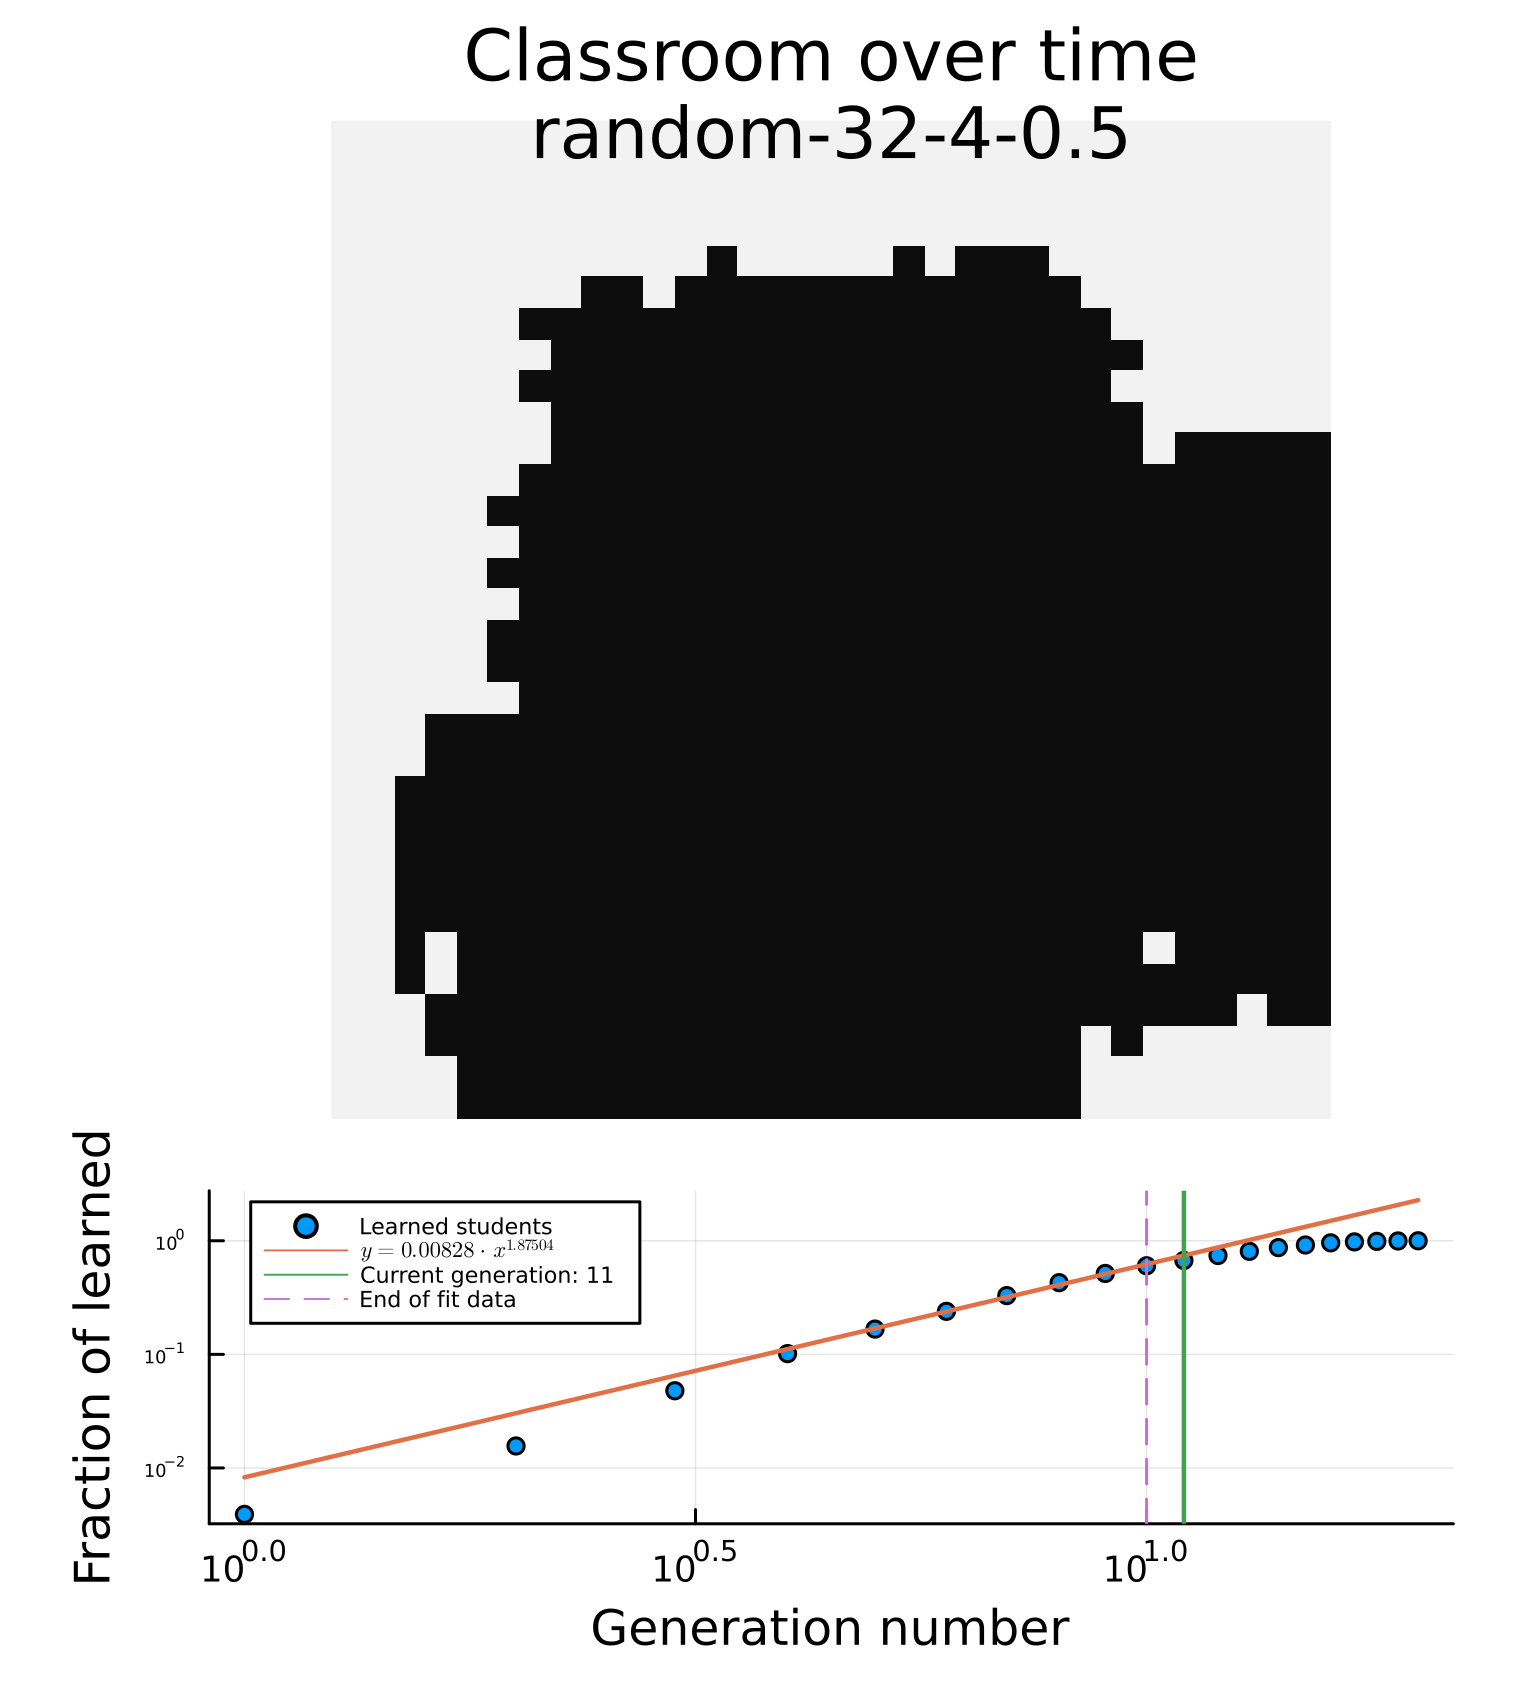 Classroom over time
random-32-4-0.5
Fraction of learned
10^0
10^-1
10^-2
Learned students
y = 0.00828 · x^1.87504
Current generation: 11
End of fit data
10^0.0
10^0.5
10^1.0
Generation number